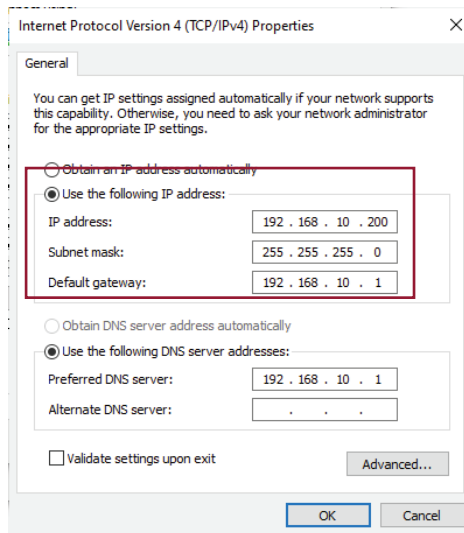 Internet Protocol Version 4 (TCP/IPv4) Properties
General
You can get IP settings assigned automatically if your network supports
this capability. Otherwise, you need to ask your network administrator
for the appropriate IP settings.
Obtain an IP address automatically
Use the following IP address:
IP address: 192 . 168 . 10 . 200
Subnet mask: 255 . 255 . 255 . 0
Default gateway: 192 . 168 . 10 . 1
Obtain DNS server address automatically
Use the following DNS server addresses:
Preferred DNS server: 192 . 168 . 10 . 1
Alternate DNS server: . . .
Validate settings upon exit
Advanced...
OK Cancel